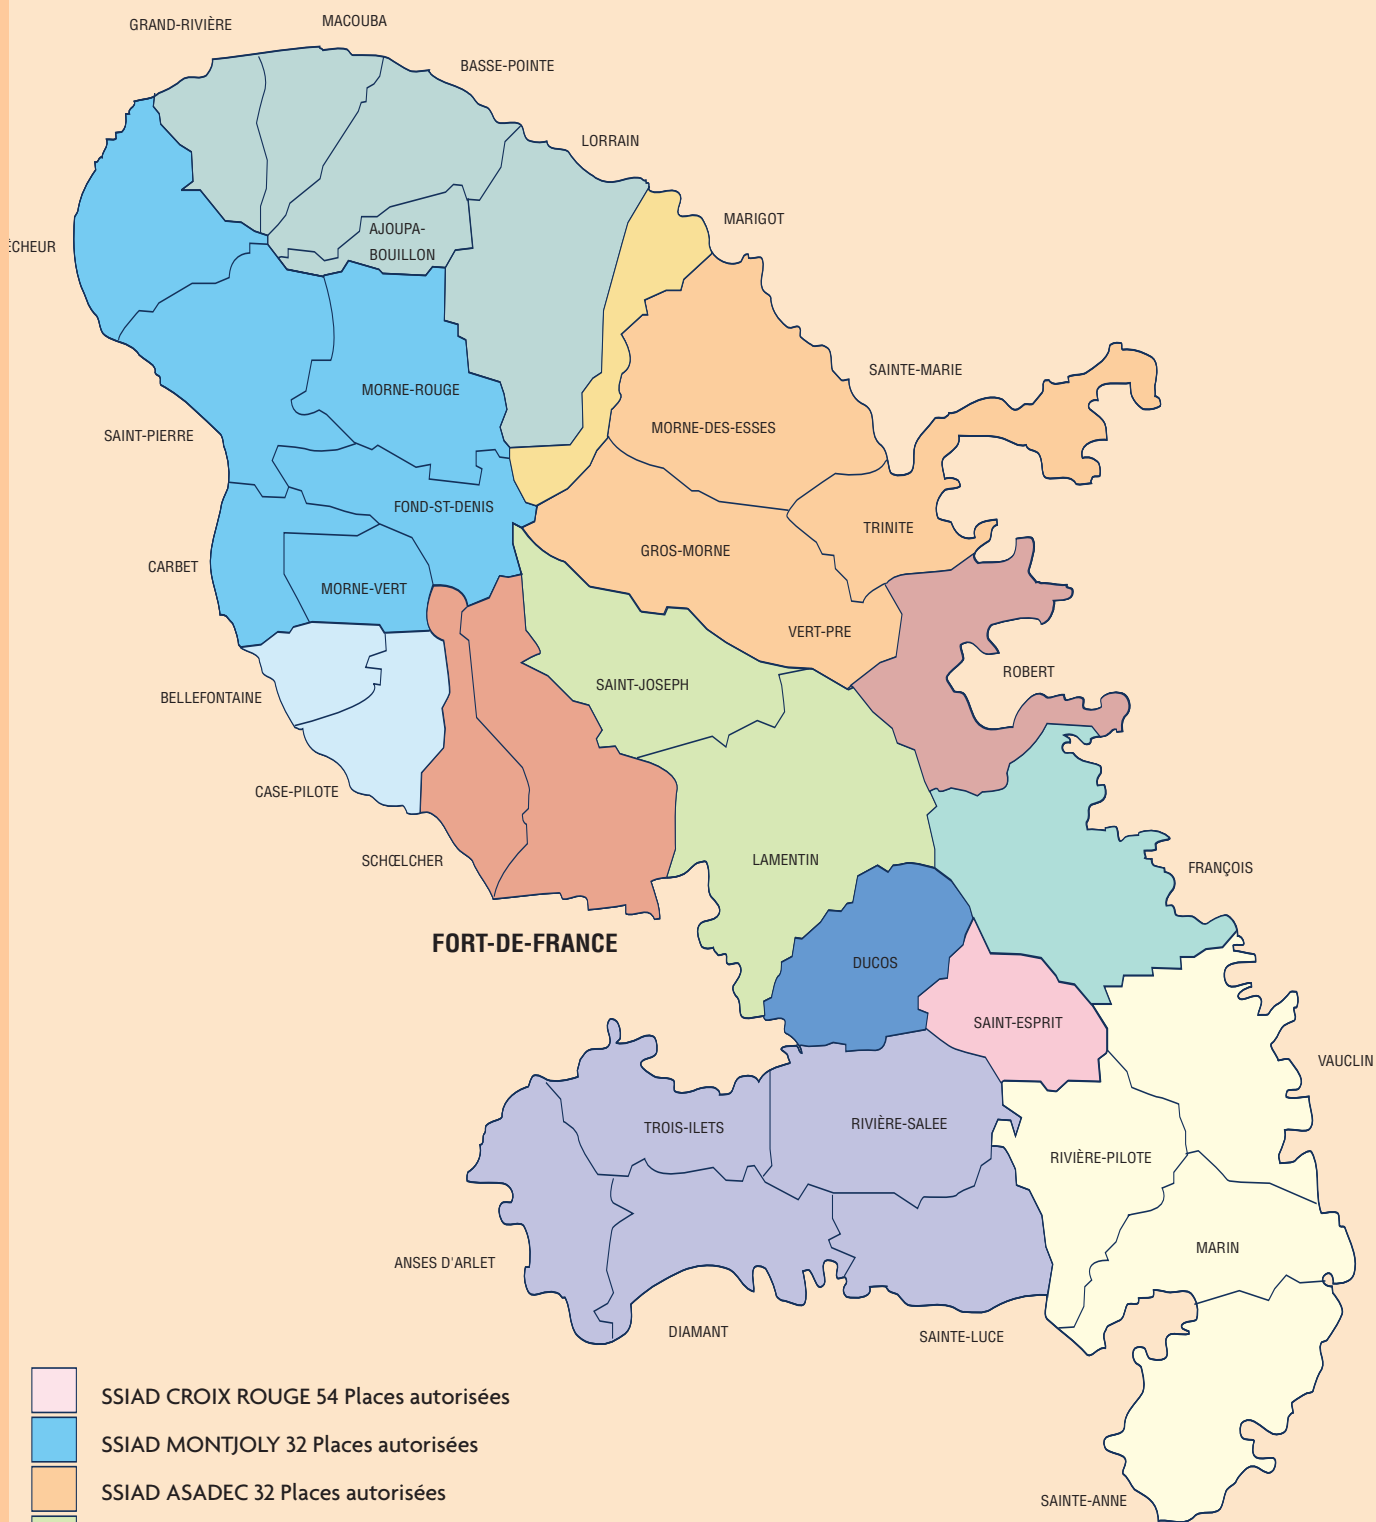 GRAND-RIVIÈRE
MACOUBA
BASSE-POINTE
LORRAIN
MARIGOT
AJOUPA-
BOUILLON
ÊCHEUR
SAINTE-MARIE
MORNE-ROUGE
MORNE-DES-ESSES
SAINT-PIERRE
FOND-ST-DENIS
TRINITE
GROS-MORNE
CARBET
MORNE-VERT
VERT-PRE
ROBERT
SAINT-JOSEPH
BELLEFONTAINE
CASE-PILOTE
SCHŒLCHER
LAMENTIN
FRANÇOIS
FORT-DE-FRANCE
DUCOS
SAINT-ESPRIT
VAUCLIN
TROIS-ILETS
RIVIÈRE-SALEE
RIVIÈRE-PILOTE
MARIN
ANSES D'ARLET
DIAMANT
SAINTE-LUCE
SSIAD CROIX ROUGE 54 Places autorisées
SSIAD MONTJOLY 32 Places autorisées
SSIAD ASADEC 32 Places autorisées
SAINTE-ANNE